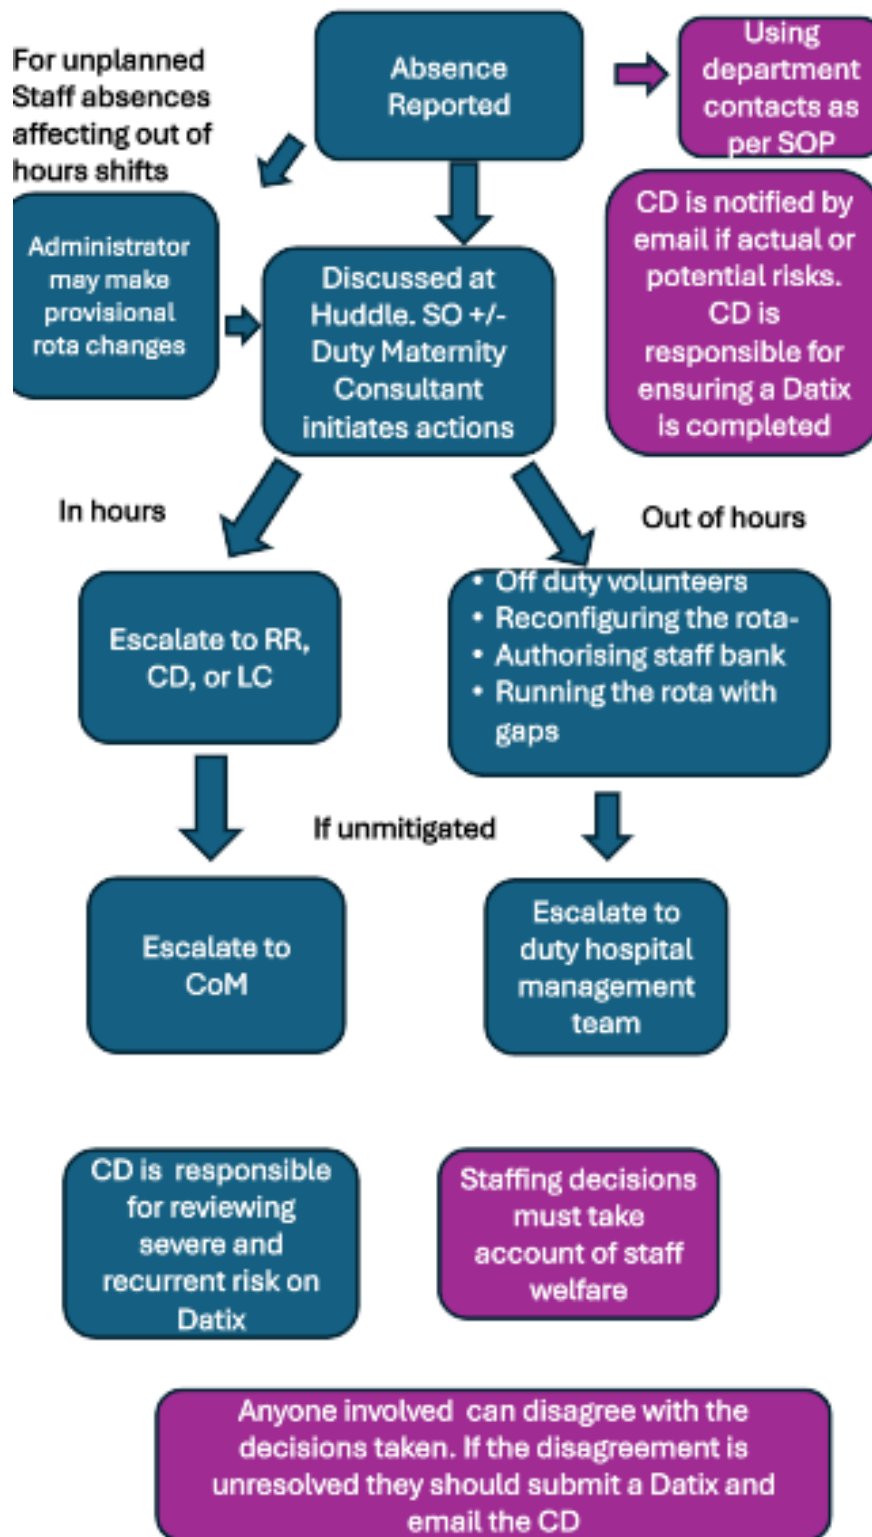 For unplanned
Staff absences
affecting out of
hours shifts
Absence
Reported
Using
department
contacts as
per SOP
Administrator
may make
provisional
rota changes
Discussed at
Huddle. SO +/-
Duty Maternity
Consultant
initiates actions
CD is notified by
email if actual or
potential risks.
CD is
responsible for
ensuring a Datix
is completed
In hours
Out of hours
Escalate to RR,
CD, or LC
• Off duty volunteers
• Reconfiguring the rota-
• Authorising staff bank
• Running the rota with
gaps
If unmitigated
Escalate to
CoM
Escalate to
duty hospital
management
team
CD is responsible
for reviewing
severe and
recurrent risk on
Datix
Staffing decisions
must take
account of staff
welfare
Anyone involved can disagree with the
decisions taken. If the disagreement is
unresolved they should submit a Datix and
email the CD